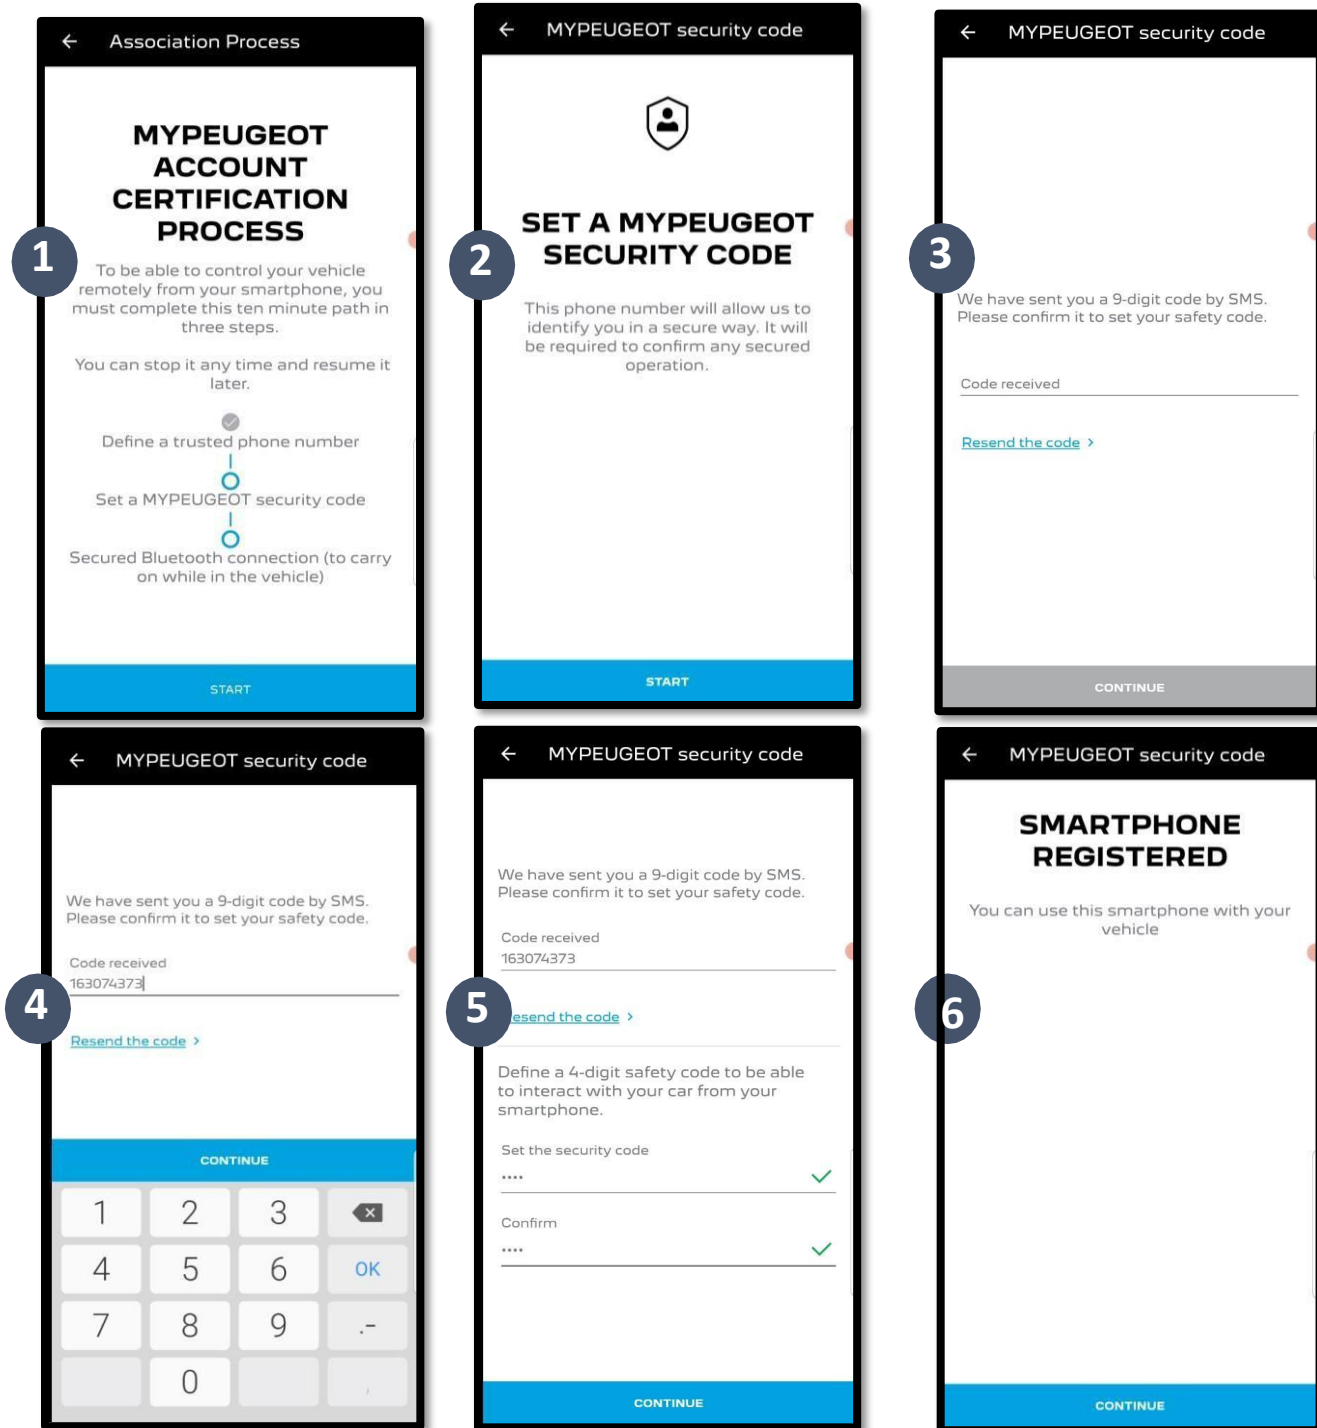 ← Association Process
MYPEUGEOT
ACCOUNT
CERTIFICATION
PROCESS
1
To be able to control your vehicle
remotely from your smartphone, you
must complete this ten minute path in
three steps.
You can stop it any time and resume it
later.
Define a trusted phone number
Set a MYPEUGEOT security code
Secured Bluetooth connection (to carry
on while in the vehicle)
START
← MYPEUGEOT security code
SET A MYPEUGEOT
SECURITY CODE
2
This phone number will allow us to
identify you in a secure way. It will
be required to confirm any secured
operation.
START
← MYPEUGEOT security code
3
We have sent you a 9-digit code by SMS.
Please confirm it to set your safety code.
Code received
Resend the code >
CONTINUE
← MYPEUGEOT security code
We have sent you a 9-digit code by SMS.
Please confirm it to set your safety code.
Code received
163074373
4
Resend the code >
CONTINUE
1 2 3
4 5 6 OK
7 8 9 .-
0 ,
← MYPEUGEOT security code
We have sent you a 9-digit code by SMS.
Please confirm it to set your safety code.
Code received
163074373
5
esend the code >
Define a 4-digit safety code to be able
to interact with your car from your
smartphone.
Set the security code
····
Confirm
····
CONTINUE
← MYPEUGEOT security code
SMARTPHONE
REGISTERED
You can use this smartphone with your
vehicle
6
CONTINUE